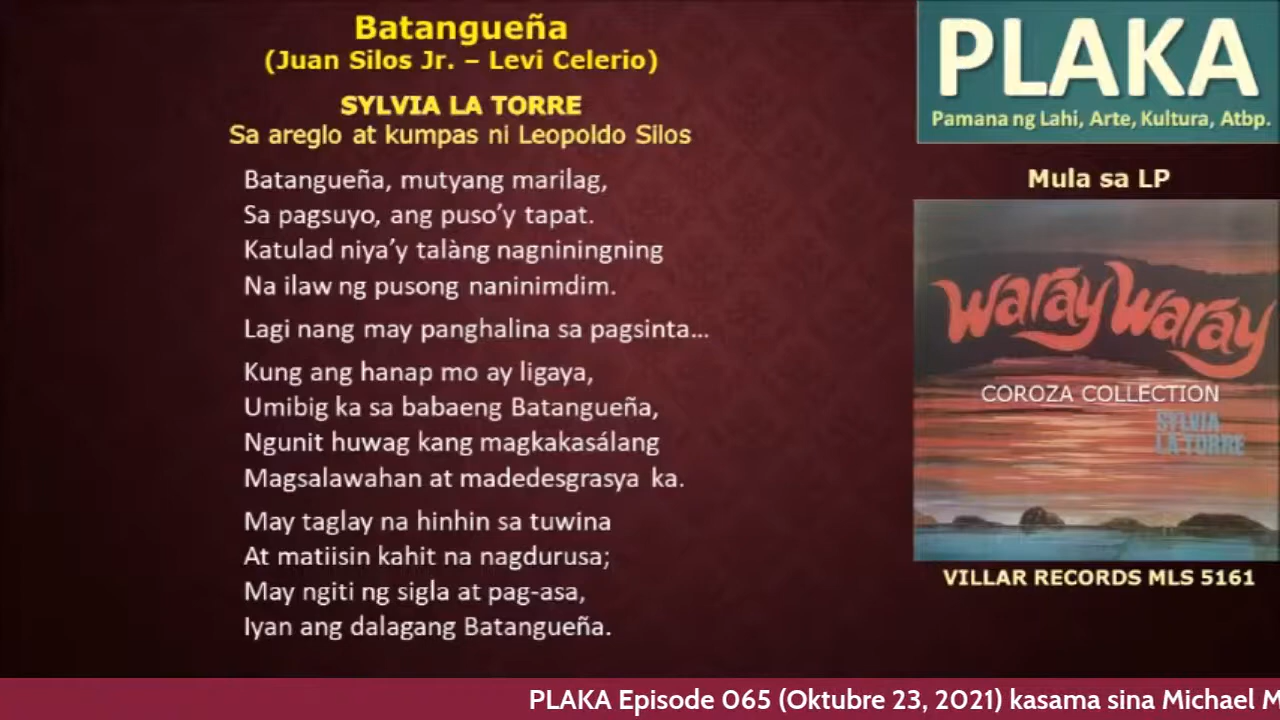 Batangueña
(Juan Silos Jr. – Levi Celerio)
SYLVIA LA TORRE
Sa areglo at kumpas ni Leopoldo Silos
Batangueña, mutyang marilag,
Sa pagsuyo, ang puso’y tapat.
Katulad niya’y talàng nagniningning
Na ilaw ng pusong naninimdim.
Lagi nang may panghalina sa pagsinta...
Kung ang hanap mo ay ligaya,
Umibig ka sa babaeng Batangueña,
Ngunit huwag kang magkakasálang
Magsalawahan at madedesgrasya ka.
May taglay na hinhin sa tuwina
At matiisin kahit na nagdurusa;
May ngiti ng sigla at pag-asa,
Iyan ang dalagang Batangueña.
PLAKA
Pamana ng Lahi, Arte, Kultura, Atbp.
Mula sa LP
Waray Waray
COROZA COLLECTION
SYLVIA
LA TORRE
VILLAR RECORDS MLS 5161
PLAKA Episode 065 (Oktubre 23, 2021) kasama sina Michael M